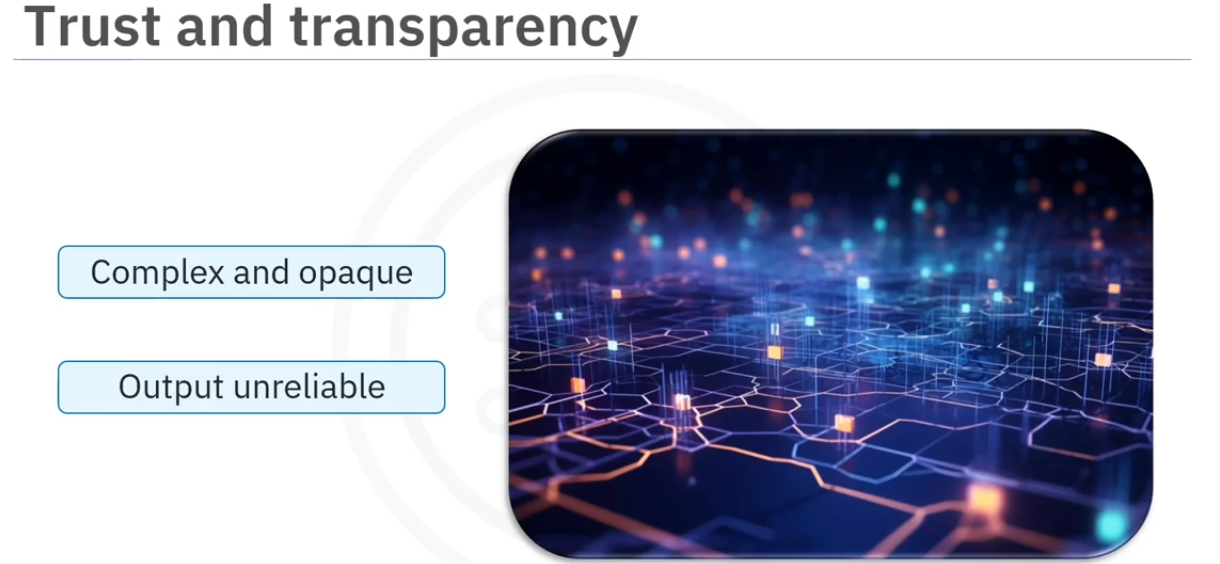 Trust and transparency
Complex and opaque
Output unreliable